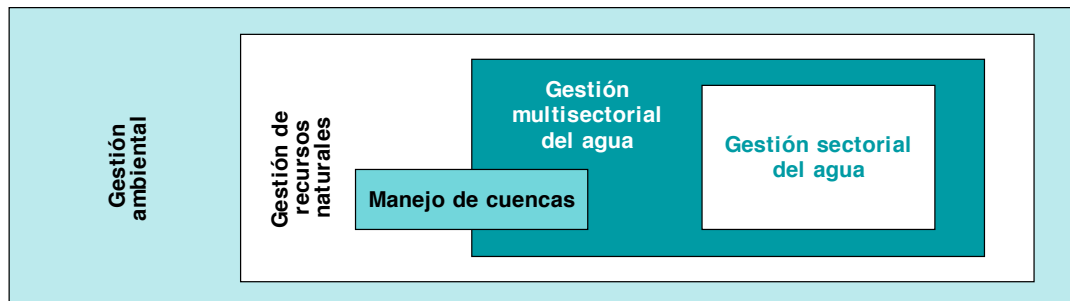 Gestión
ambiental
Gestión de
recursos
naturales
Gestión
multisectorial
del agua
Manejo de cuencas
Gestión sectorial
del agua